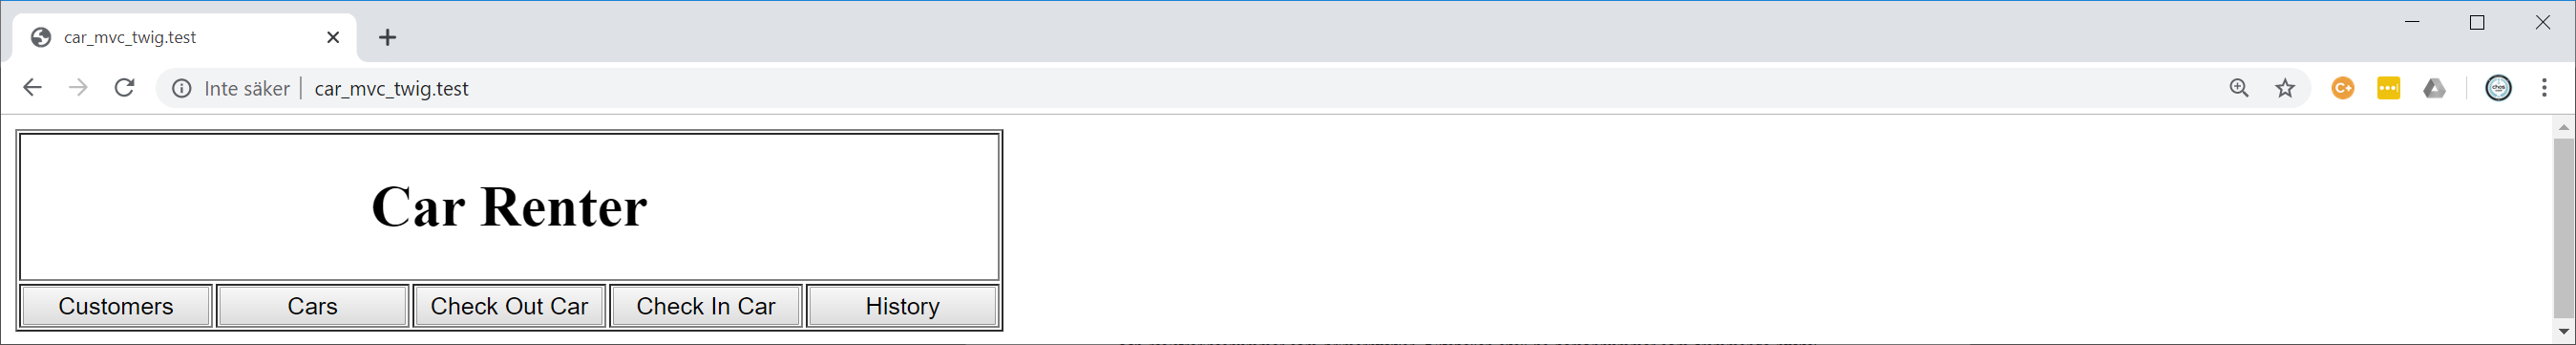 car_mvc_twig.test
Inte säker car_mvc_twig.test
Car Renter
Customers Cars Check Out Car Check In Car History